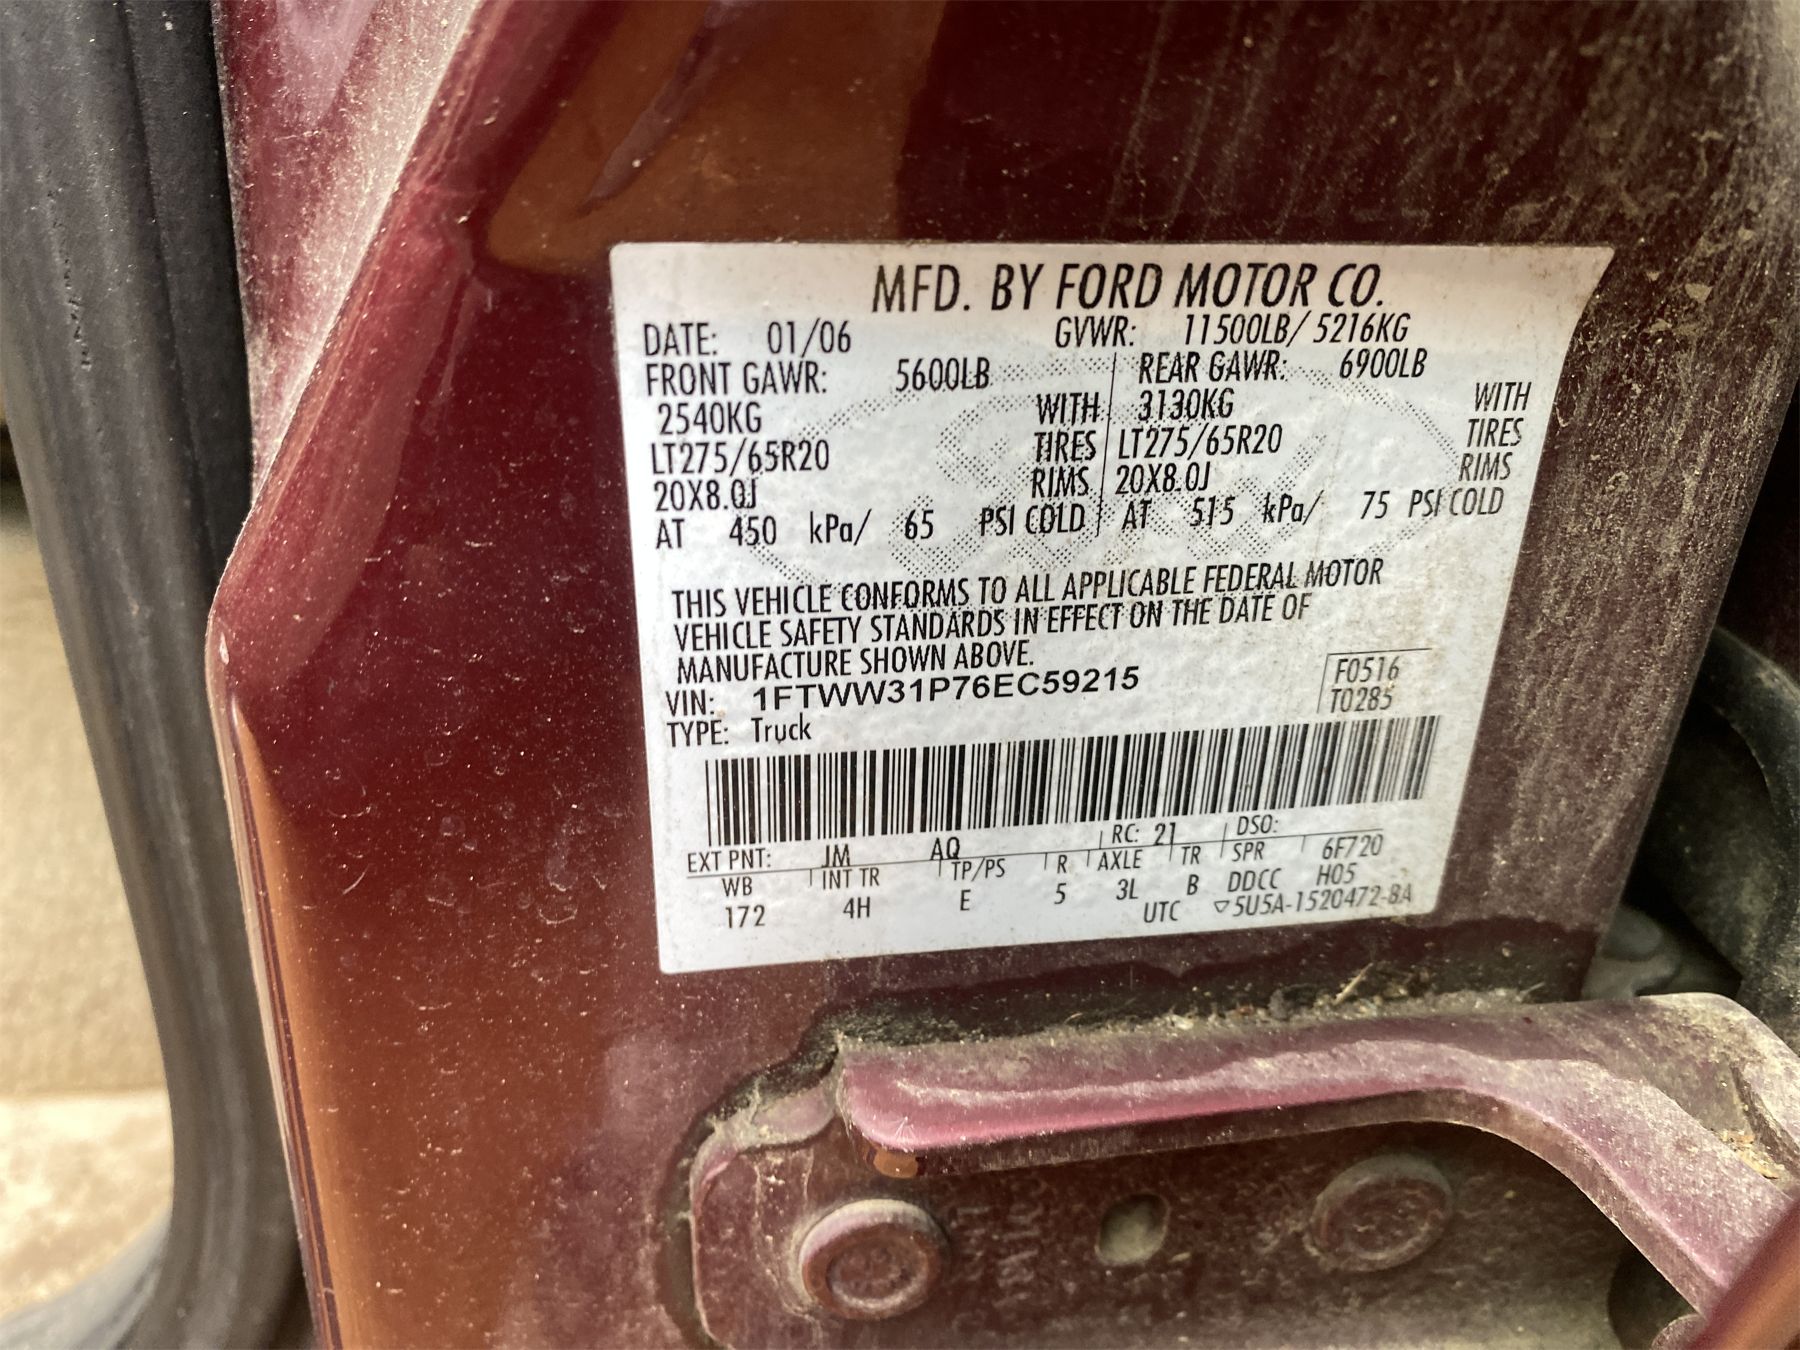 MFD. BY FORD MOTOR CO.
DATE: 01/06 GVWR: 11500LB/ 5216KG
FRONT GAWR: 5600LB REAR GAWR: 6900LB
2540KG WITH 3130KG WITH
LT275/65R20 TIRES LT275/65R20 TIRES
20X8.0J RIMS 20X8.0J RIMS
AT 450 kPa/ 65 PSI COLD AT 515 kPa/ 75 PSI COLD
THIS VEHICLE CONFORMS TO ALL APPLICABLE FEDERAL MOTOR
VEHICLE SAFETY STANDARDS IN EFFECT ON THE DATE OF
MANUFACTURE SHOWN ABOVE.
VIN: 1FTWW31P76EC59215 F0516
TYPE: Truck T0285
EXT PNT: JM AQ RC: 21 DSO:
WB INT TR TP/PS R AXLE TR SPR 6F720
172 4H E 5 3L B DDCC H05
UTC ▽5U5A-1520472-BA